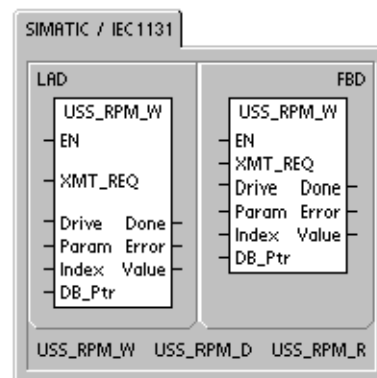 SIMATIC / IEC1131
LAD
USS_RPM_W
EN
XMT_REQ
Drive Done
Param Error
Index Value
DB_Ptr
FBD
USS_RPM_W
EN
XMT_REQ
Drive Done
Param Error
Index Value
DB_Ptr
USS_RPM_W USS_RPM_D USS_RPM_R